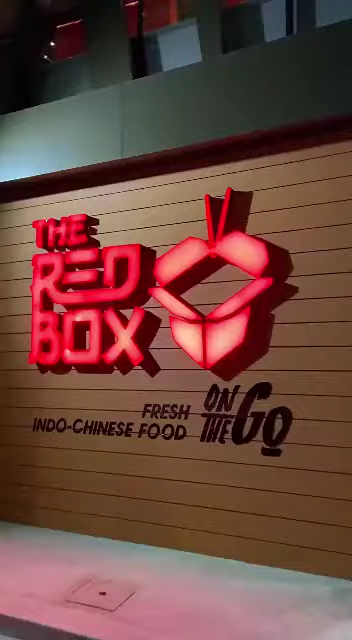 THE
RED
BOX
FRESH
INDO-CHINESE FOOD
ON
THE GO